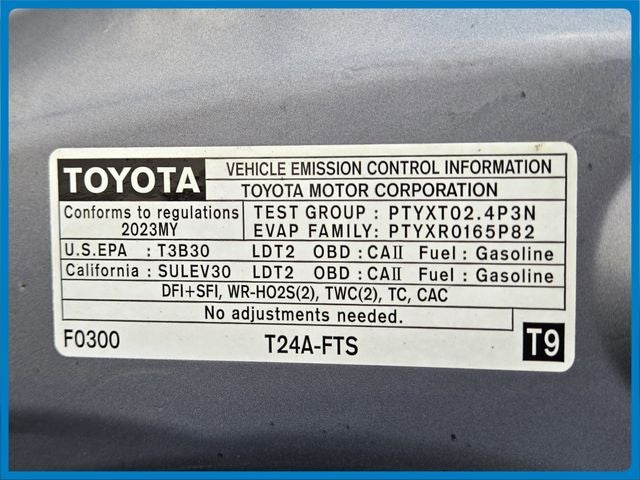 TOYOTA
VEHICLE EMISSION CONTROL INFORMATION
TOYOTA MOTOR CORPORATION
Conforms to regulations
2023MY
TEST GROUP : PTYXT02.4P3N
EVAP FAMILY: PTYXR0165P82
U.S.EPA : T3B30 LDT2 OBD : CAII Fuel : Gasoline
California : SULEV30 LDT2 OBD : CAII Fuel : Gasoline
DFI+SFI, WR-HO2S(2), TWC(2), TC, CAC
No adjustments needed.
F0300 T24A-FTS T9